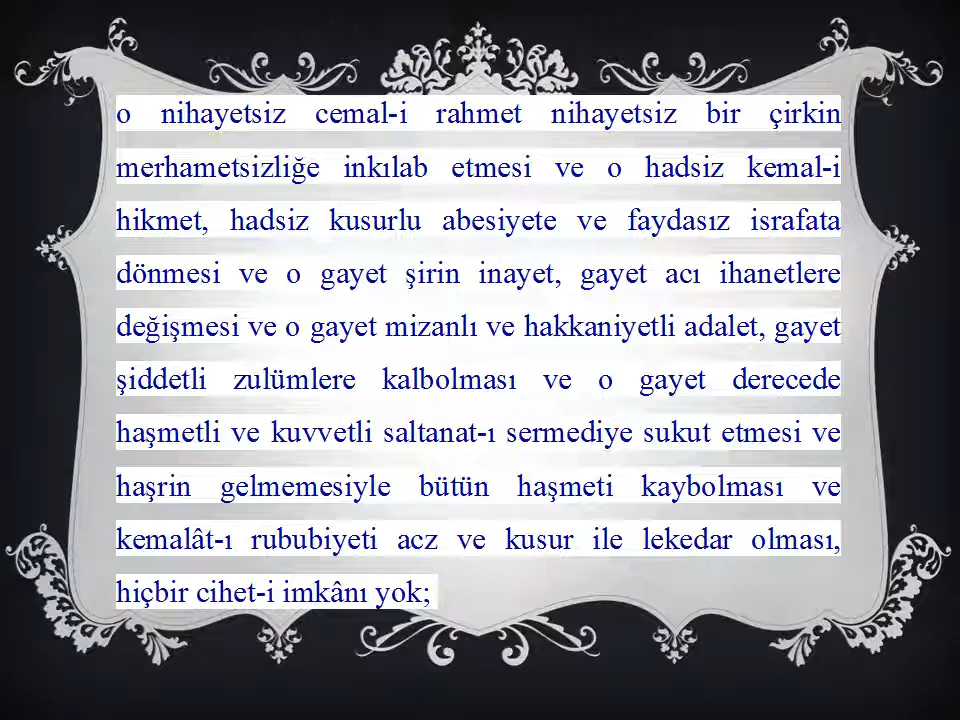 o nihayetsiz cemal-i rahmet nihayetsiz bir çirkin
merhametsizliğe inkılab etmesi ve o hadsiz kemal-i
hikmet, hadsiz kusurlu abesiyete ve faydasız israfata
dönmesi ve o gayet şirin inayet, gayet acı ihanetlere
değişmesi ve o gayet mizanlı ve hakkaniyetli adalet, gayet
şiddetli zulümlere kalbolması ve o gayet derecede
haşmetli ve kuvvetli saltanat-ı sermediye sukut etmesi ve
haşrin gelmemesiyle bütün haşmeti kaybolması ve
kemalât-ı rububiyeti acz ve kusur ile lekedar olması,
hiçbir cihet-i imkânı yok;